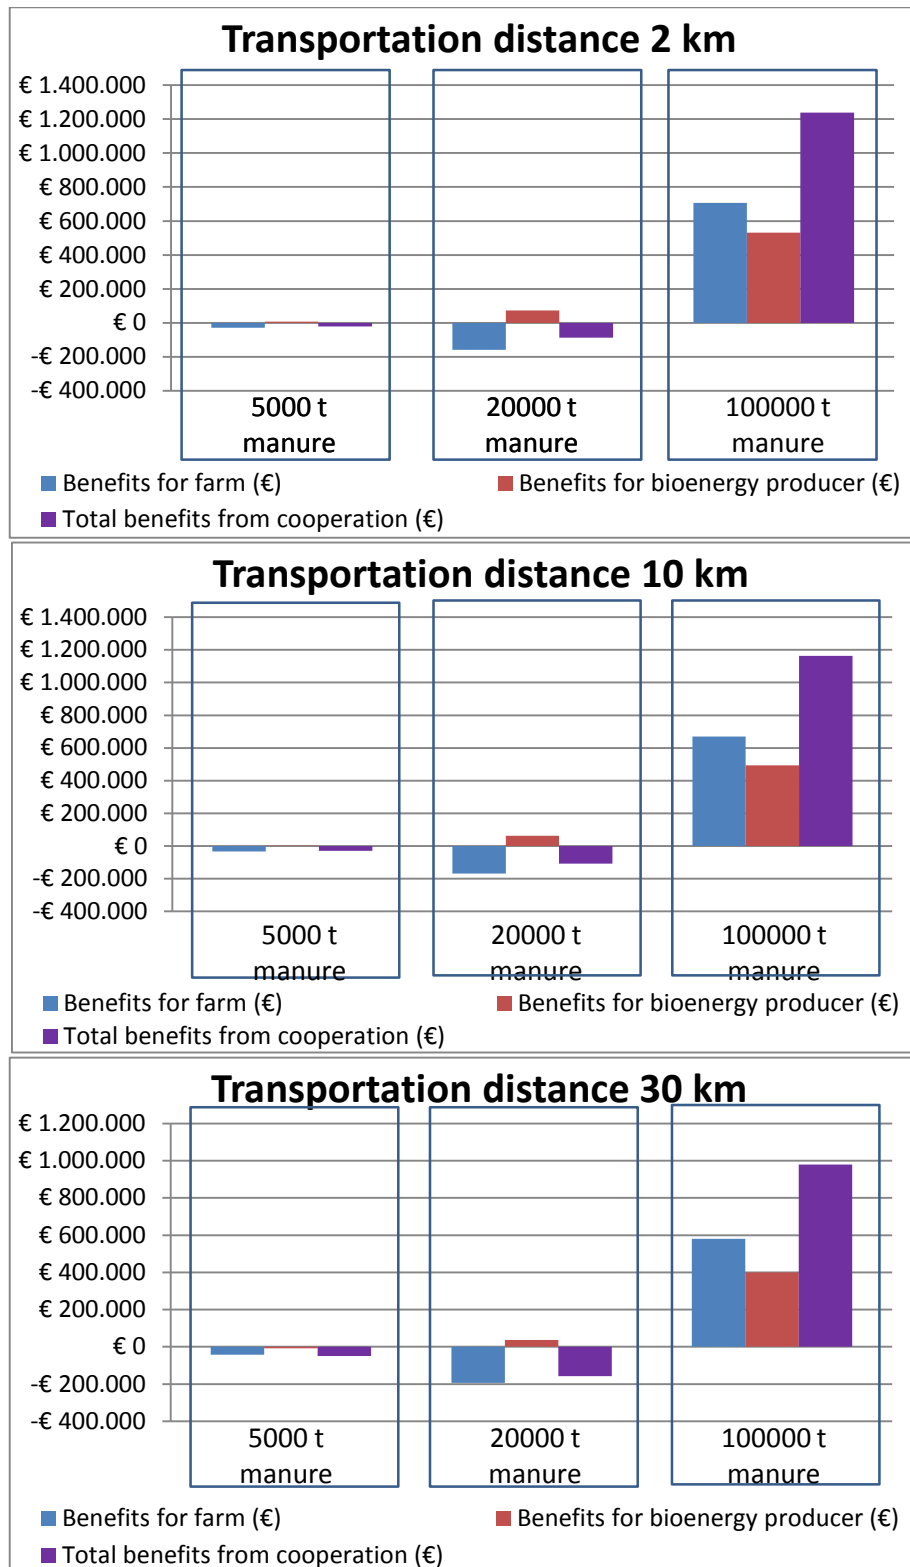 Transportation distance 2 km
€ 1.400.000
€ 1.200.000
€ 1.000.000
€ 800.000
€ 600.000
€ 400.000
€ 200.000
€ 0
-€ 200.000
-€ 400.000
5000 t 20000 t 100000 t
manure manure manure
Benefits for farm (€) Benefits for bioenergy producer (€)
Total benefits from cooperation (€)
Transportation distance 10 km
€ 1.400.000
€ 1.200.000
€ 1.000.000
€ 800.000
€ 600.000
€ 400.000
€ 200.000
€ 0
-€ 200.000
-€ 400.000
5000 t 20000 t 100000 t
manure manure manure
Benefits for farm (€) Benefits for bioenergy producer (€)
Total benefits from cooperation (€)
Transportation distance 30 km
€ 1.200.000
€ 1.000.000
€ 800.000
€ 600.000
€ 400.000
€ 200.000
€ 0
-€ 200.000
-€ 400.000
5000 t 20000 t 100000 t
manure manure manure
Benefits for farm (€) Benefits for bioenergy producer (€)
Total benefits from cooperation (€)